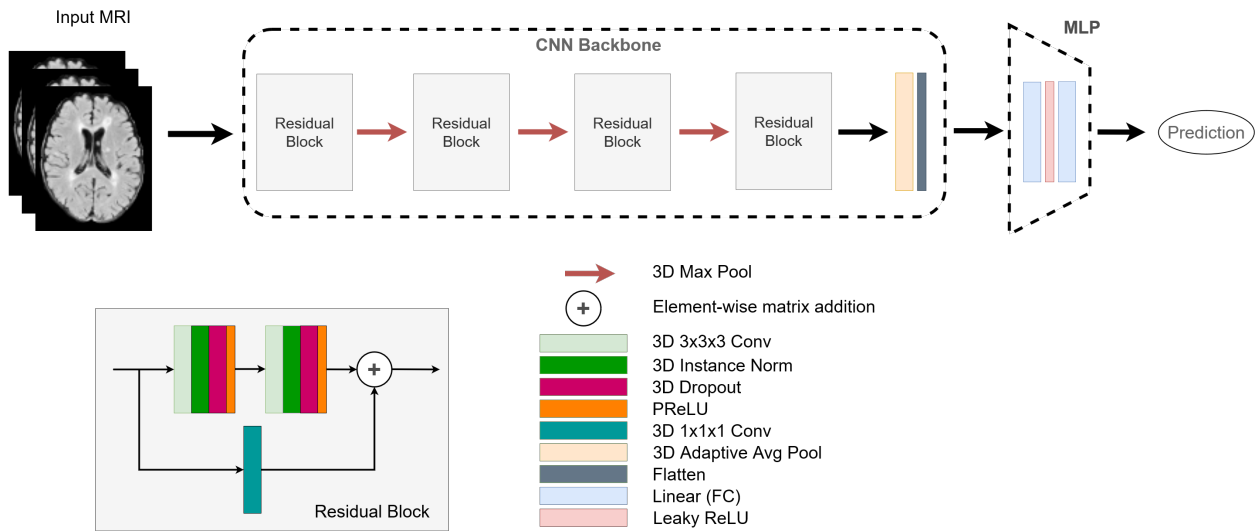 Input MRI
CNN Backbone
MLP
Residual
Block
Residual
Block
Residual
Block
Residual
Block
Prediction
3D Max Pool
+
Element-wise matrix addition
3D 3x3x3 Conv
3D Instance Norm
3D Dropout
PReLU
3D 1x1x1 Conv
3D Adaptive Avg Pool
Flatten
Linear (FC)
Leaky ReLU
+
Residual Block